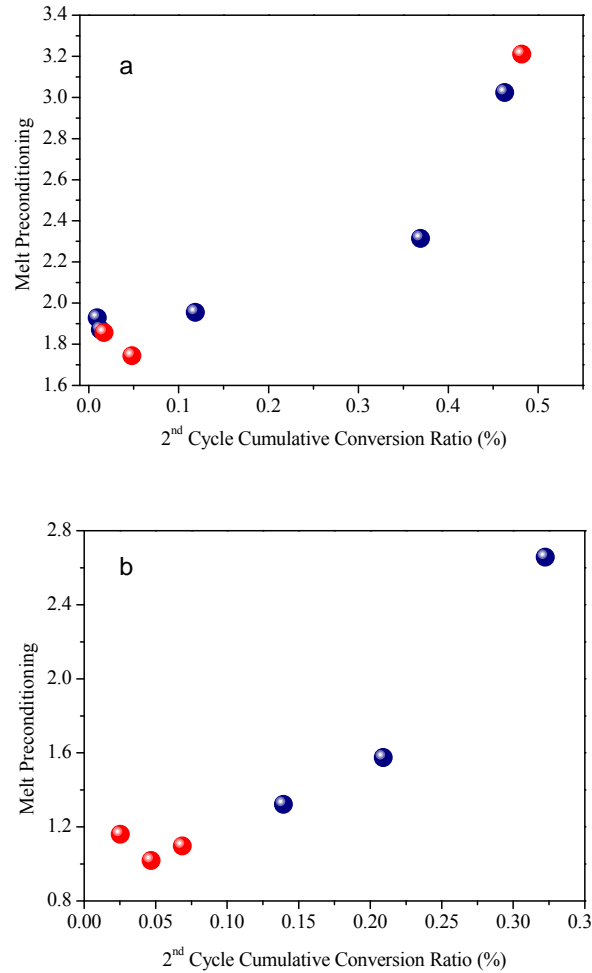 3.4
a
3.2
3.0
2.8
2.6
2.4
2.2
2.0
1.8
1.6
Melt Preconditioning
0.0 0.1 0.2 0.3 0.4 0.5
2nd Cycle Cumulative Conversion Ratio (%)
2.8
b
2.4
2.0
1.6
1.2
0.8
Melt Preconditioning
0.00 0.05 0.10 0.15 0.20 0.25 0.30 0.3
2nd Cycle Cumulative Conversion Ratio (%)